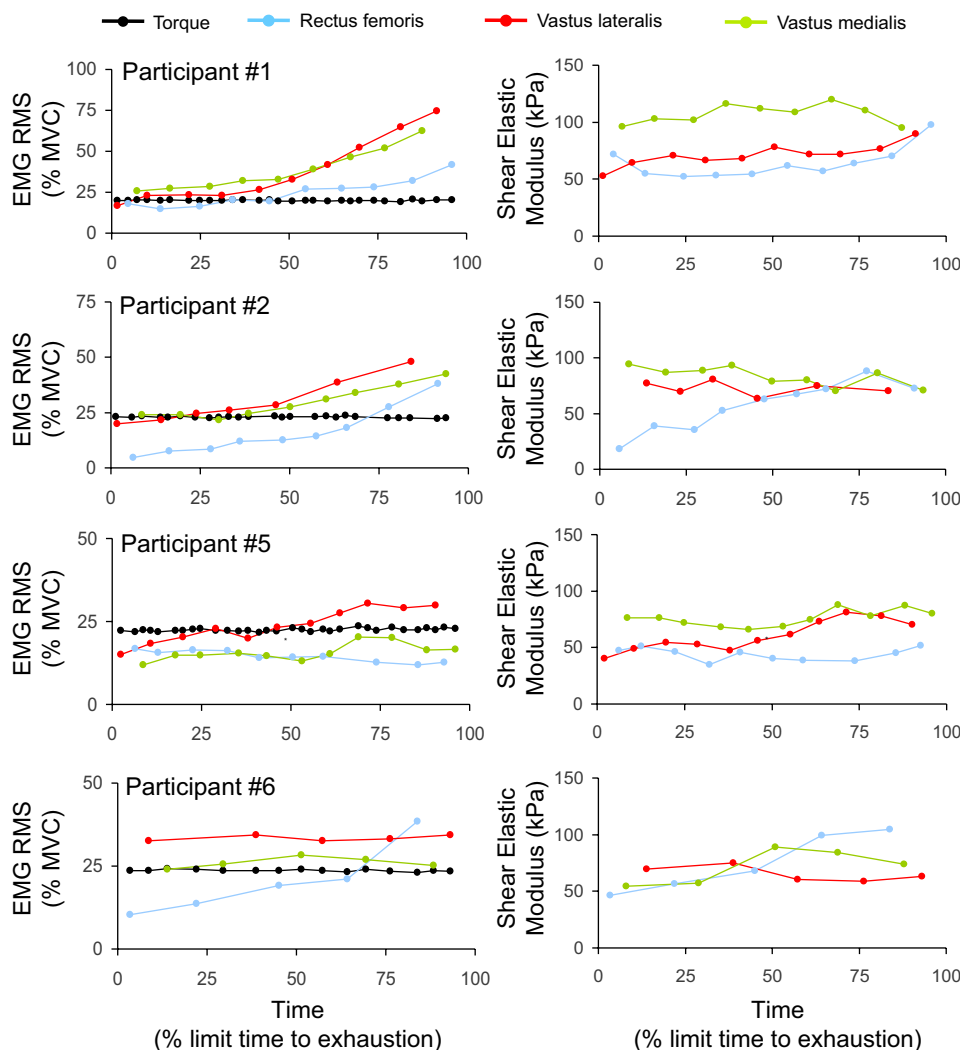 Torque Rectus femoris Vastus lateralis Vastus medialis
Participant #1
EMG RMS
(% MVC)
100
75
50
25
0
0 25 50 75 100
Shear Elastic
Modulus (kPa)
150
100
50
0
0 25 50 75 100
Participant #2
EMG RMS
(% MVC)
75
50
25
0
0 25 50 75 100
Shear Elastic
Modulus (kPa)
150
100
50
0
0 25 50 75 100
Participant #5
EMG RMS
(% MVC)
50
25
0
0 25 50 75 100
Shear Elastic
Modulus (kPa)
150
100
50
0
0 25 50 75 100
Participant #6
EMG RMS
(% MVC)
50
25
0
0 25 50 75 100
Time
(% limit time to exhaustion)
Shear Elastic
Modulus (kPa)
150
100
50
0
0 25 50 75 100
Time
(% limit time to exhaustion)